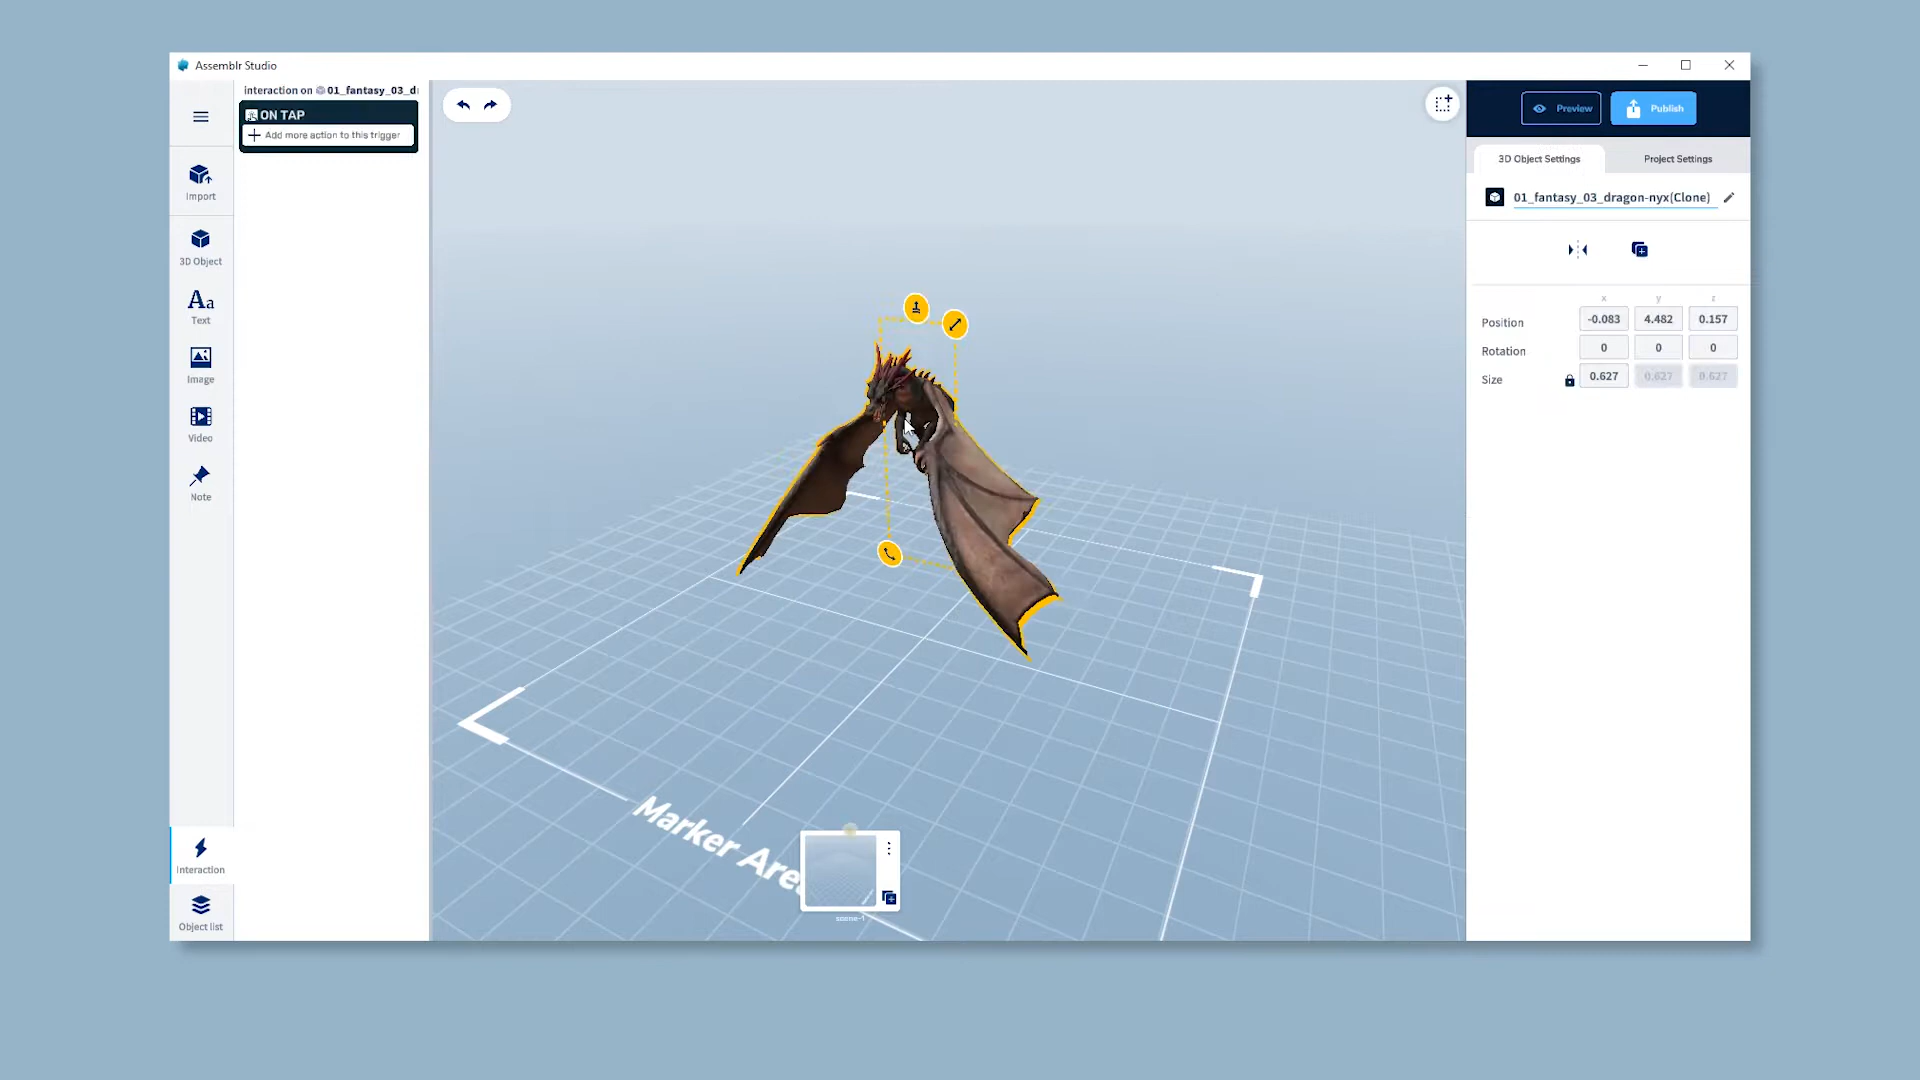 Assemblr Studio
interaction on 01_fantasy_03_d
ON TAP
Add more action to this trigger
Import
3D Object
Aa
Text
Image
Video
Note
Interaction
Object list
Marker Are
scene-1
Preview
Publish
3D Object Settings
Project Settings
01_fantasy_03_dragon-nyx(Clone)
x y z
Position -0.083 4.482 0.157
Rotation 0 0 0
Size 0.627 0.627 0.627